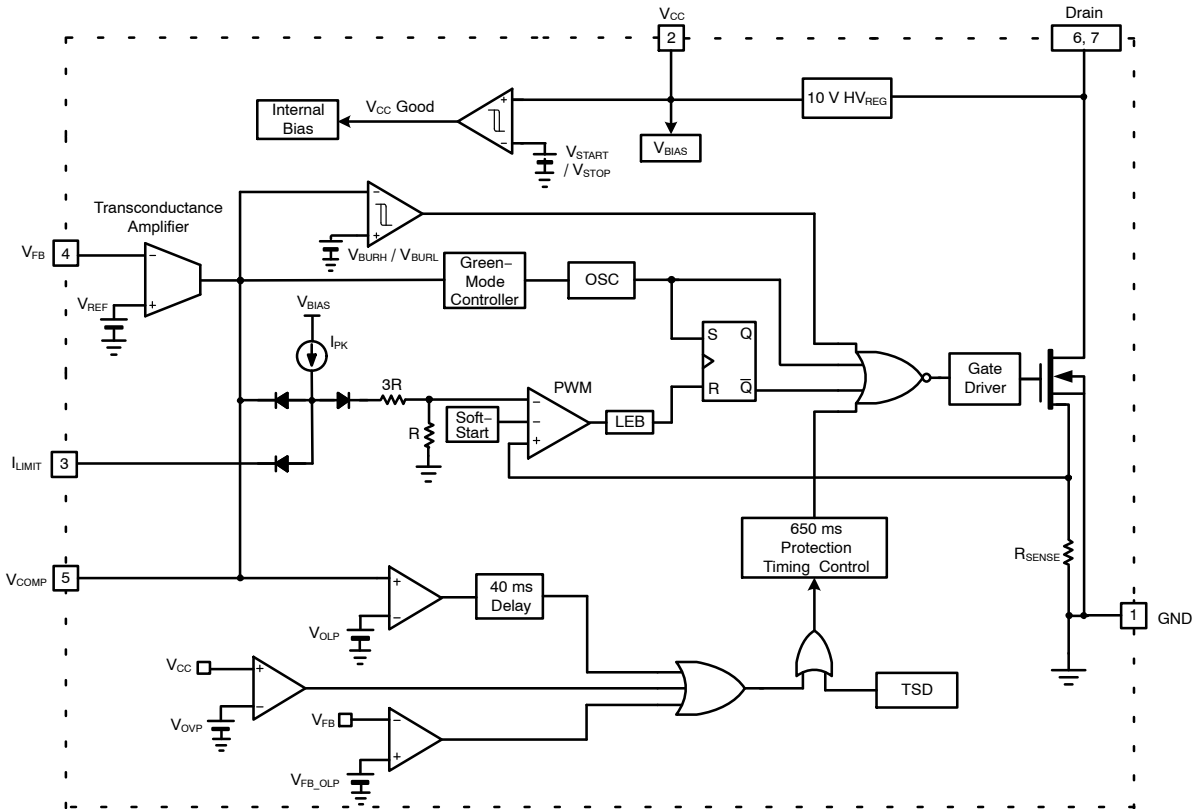 VCC
Drain
2
6, 7
10 V HVREG
Internal
Bias
VCC Good
+
−
VSTART
/ VSTOP
VBIAS
Transconductance
Amplifier
−
+
VBURH / VBURL
VFB
4
−
+
VREF
Green−
Mode
Controller
OSC
VBIAS
IPK
S
Q
R
Q̅
Gate
Driver
3R
R
PWM
Soft−
Start
−
−
+
LEB
ILIMIT
3
650 ms
Protection
Timing Control
RSENSE
VCOMP
5
+
−
VOLP
40 ms
Delay
1
GND
VCC
+
−
VOVP
TSD
VFB
−
+
VFB_OLP